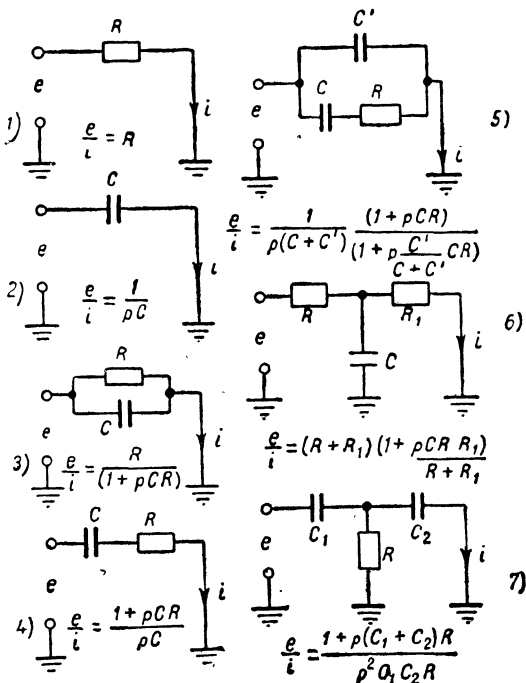 R
e
i
1)
e/i = R
C
e
i
2)
e/i = 1/pC
R
C
e
i
3)
e/i = R/(1 + pCR)
C
R
e
i
4)
e/i = (1 + pCR)/pC
C'
C
R
e
i
5)
e/i = 1/p(C + C') (1 + pCR)/(1 + p C'/C + C' CR)
R
R₁
e
C
i
6)
e/i = (R + R₁) (1 + pCR R₁)/R + R₁
C₁
C₂
e
R
i
7)
e/i = 1 + p(C₁ + C₂)R/p² C₁ C₂ R